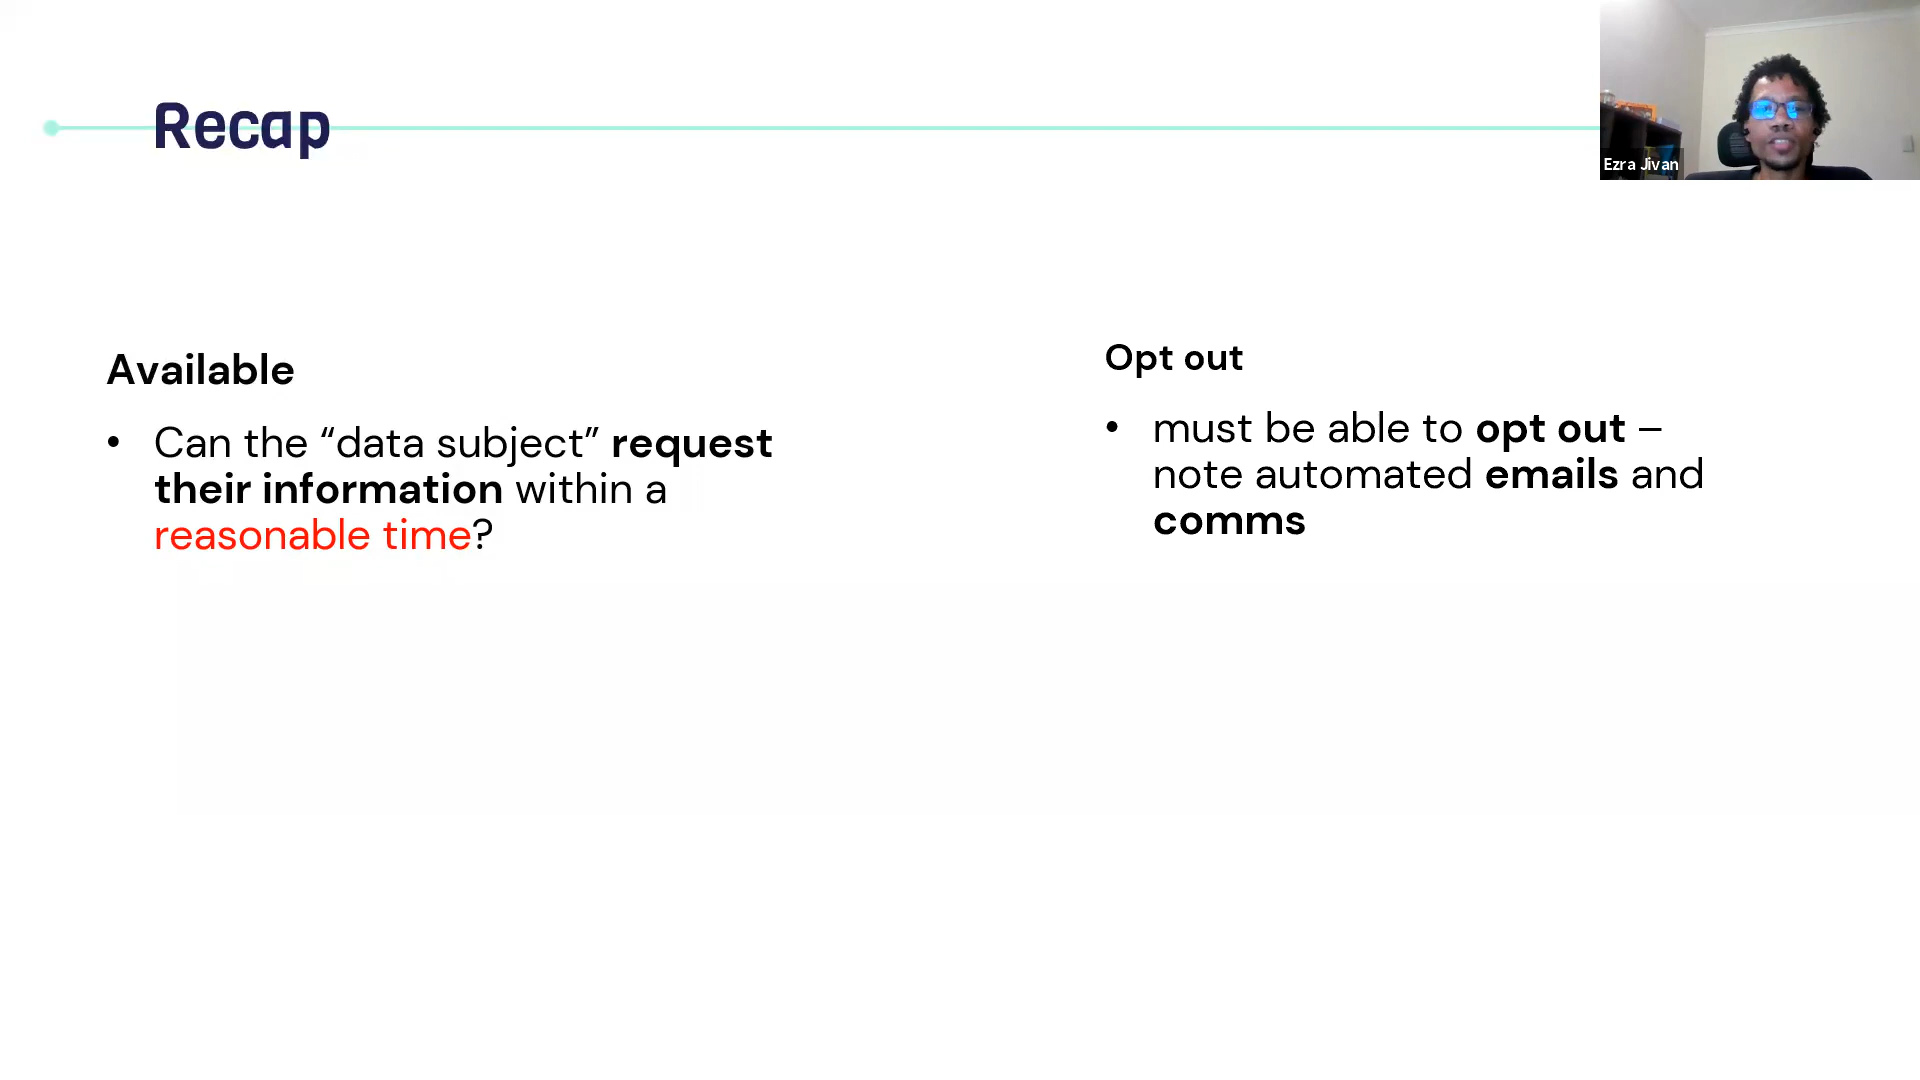 Recap
Ezra Jivan
Available
• Can the “data subject” request
their information within a
reasonable time?
Opt out
• must be able to opt out –
note automated emails and
comms